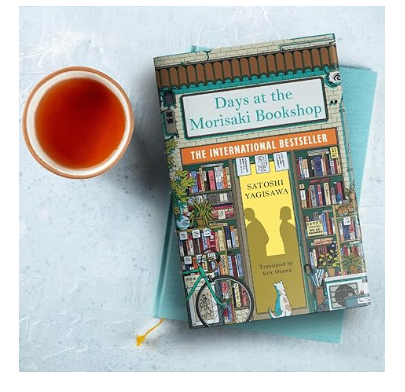 Days at the
Morisaki Bookshop
THE INTERNATIONAL BESTSELLER
SATOSHI
YAGISAWA
Translated by
Eric Ozawa